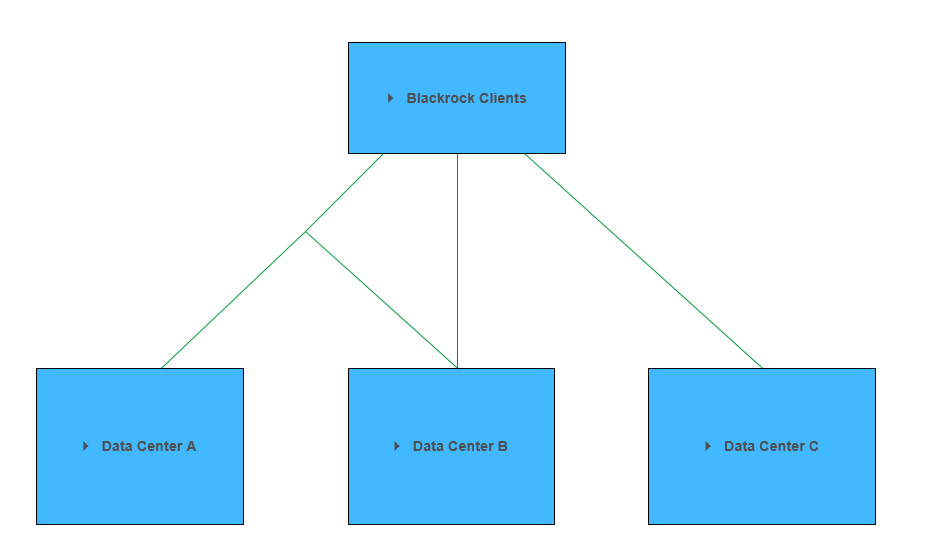 Blackrock Clients
Data Center A
Data Center B
Data Center C